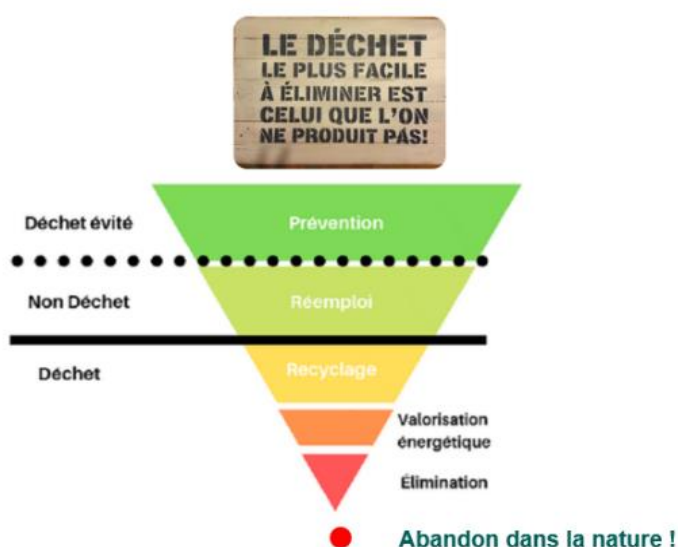 LE DÉCHET
LE PLUS FACILE
À ÉLIMINER EST
CELUI QUE L'ON
NE PRODUIT PAS!
Déchet évité
Prévention
Non Déchet
Réemploi
Déchet
Recyclage
Valorisation
énergétique
Élimination
Abandon dans la nature !